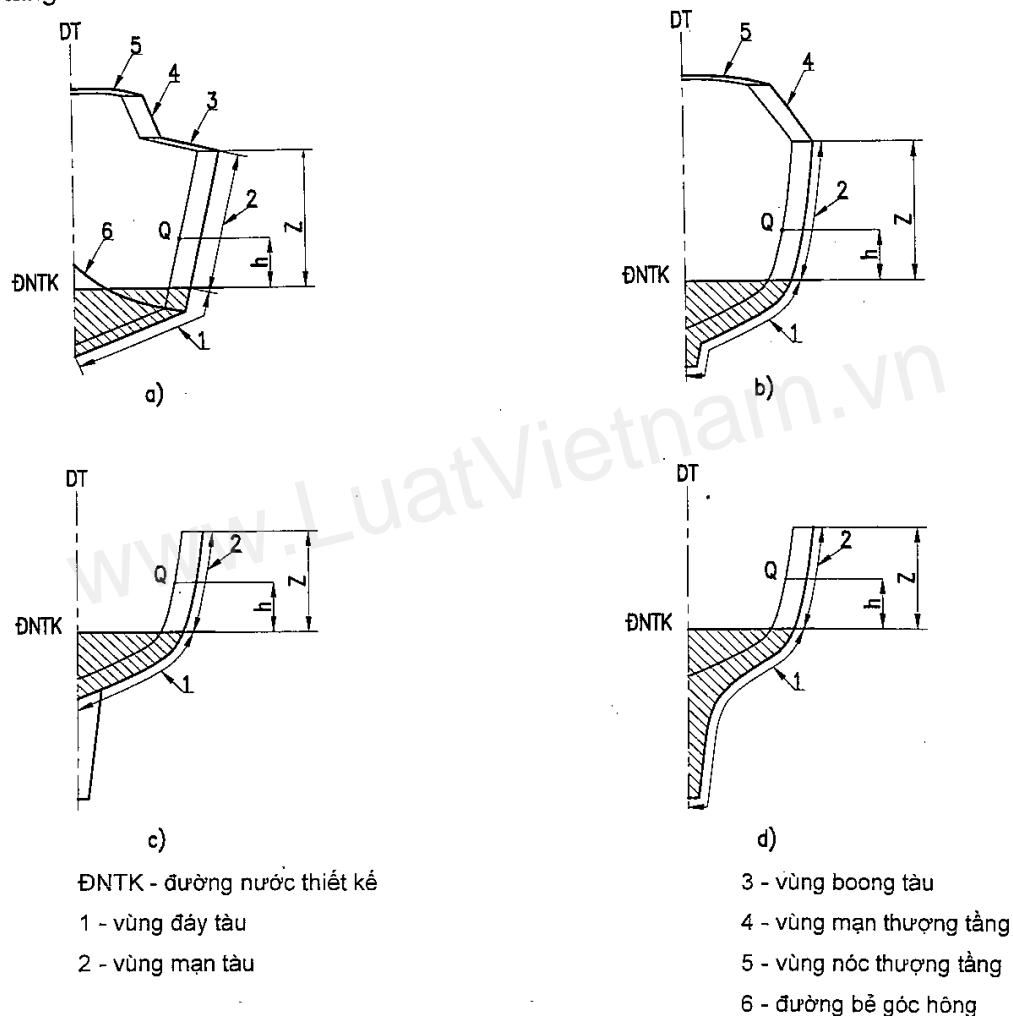 DT
5
4
3
2
Q
Z
h
6
ĐNTK
1
a)
DT
5
4
2
Q
Z
h
ĐNTK
1
b)
DT
2
Q
Z
h
ĐNTK
1
c)
DT
2
Q
Z
h
ĐNTK
1
d)
www.LuatVietnam.vn
ĐNTK - đường nước thiết kế
1 - vùng đáy tàu
2 - vùng mạn tàu
3 - vùng boong tàu
4 - vùng mạn thượng tầng
5 - vùng nóc thượng tầng
6 - đường bẻ góc hông